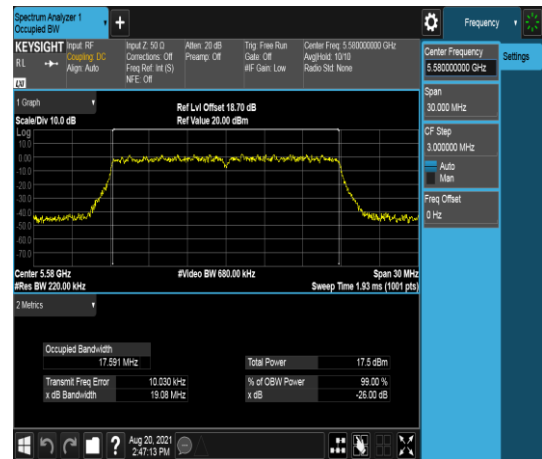 Spectrum Analyzer 1
Occupied BW
Frequency
KEYSIGHT Input: RF Input Z: 50 Ω Atten: 20 dB Trig: Free Run Center Freq: 5.580000000 GHz
RL Coupling: DC Corrections: Off Preamp: Off Gate: Off Avg|Hold: 10/10
Align: Auto Freq Ref: Int (S) #IF Gain: Low Radio Std: None
LXI NFE: Off
Center Frequency
5.580000000 GHz
Settings
Span
30.000 MHz
CF Step
3.000000 MHz
Auto
Man
Freq Offset
0 Hz
1 Graph
Ref Lvl Offset 18.70 dB
Scale/Div 10.0 dB Ref Value 20.00 dBm
Log
10.0
0.00
-10.0
-20.0
-30.0
-40.0
-50.0
-60.0
-70.0
Center 5.58 GHz #Video BW 680.00 kHz Span 30 MHz
#Res BW 220.00 kHz Sweep Time 1.93 ms (1001 pts)
2 Metrics
Occupied Bandwidth
17.591 MHz Total Power 17.5 dBm
Transmit Freq Error 10.030 kHz % of OBW Power 99.00 %
x dB Bandwidth 19.08 MHz x dB -26.00 dB
? Aug 20, 2021
2:47:13 PM